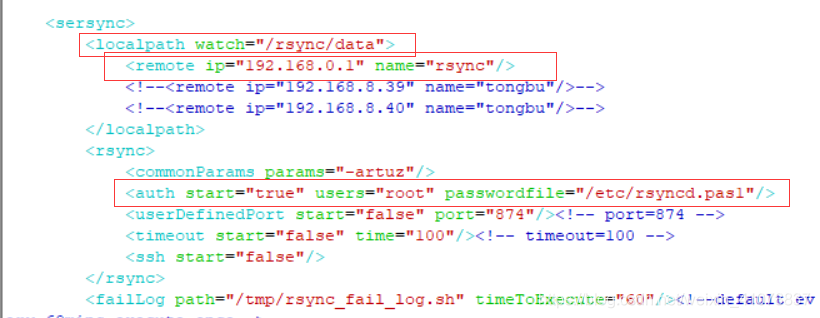 <sersync>
<localpath watch="/rsync/data">
<remote ip="192.168.0.1" name="rsync"/>
<!--<remote ip="192.168.8.39" name="tongbu"/>-->
<!--<remote ip="192.168.8.40" name="tongbu"/>-->
</localpath>
<rsync>
<commonParams params="-artuz"/>
<auth start="true" users="root" passwordfile="/etc/rsyncd.pas1"/>
<userDefinedPort start="false" port="874"/><!-- port=874 -->
<timeout start="false" time="100"/><!-- timeout=100 -->
<ssh start="false"/>
</rsync>
<failLog path="/tmp/rsync_fail_log.sh" timeToExecute="60"/><!--default ev